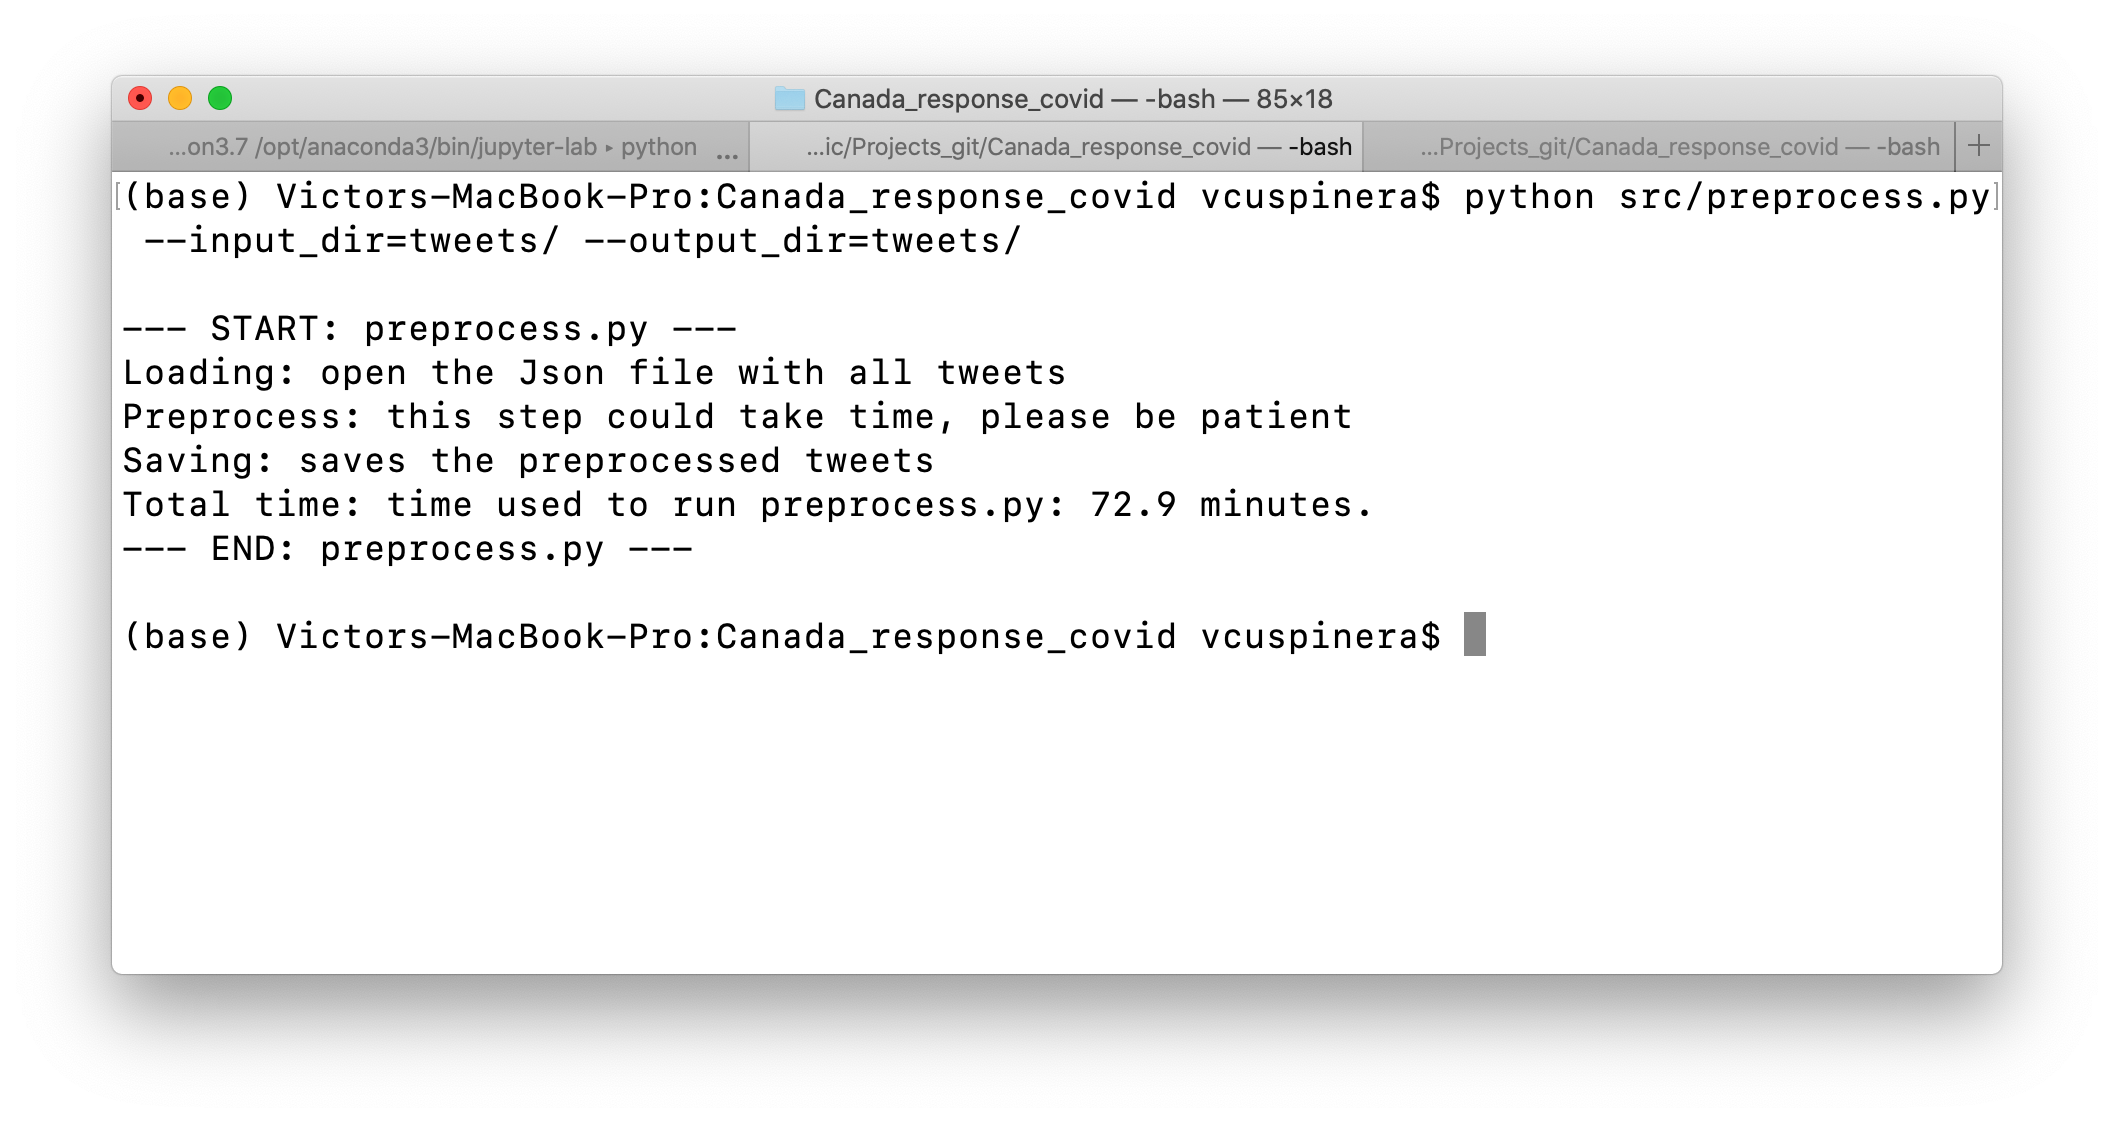 Canada_response_covid — -bash — 85×18
...on3.7 /opt/anaconda3/bin/jupyter-lab ▸ python ...
...ic/Projects_git/Canada_response_covid — -bash
...Projects_git/Canada_response_covid — -bash +
[(base) Victors-MacBook-Pro:Canada_response_covid vcuspinera$ python src/preprocess.py]
--input_dir=tweets/ --output_dir=tweets/
--- START: preprocess.py ---
Loading: open the Json file with all tweets
Preprocess: this step could take time, please be patient
Saving: saves the preprocessed tweets
Total time: time used to run preprocess.py: 72.9 minutes.
--- END: preprocess.py ---
(base) Victors-MacBook-Pro:Canada_response_covid vcuspinera$